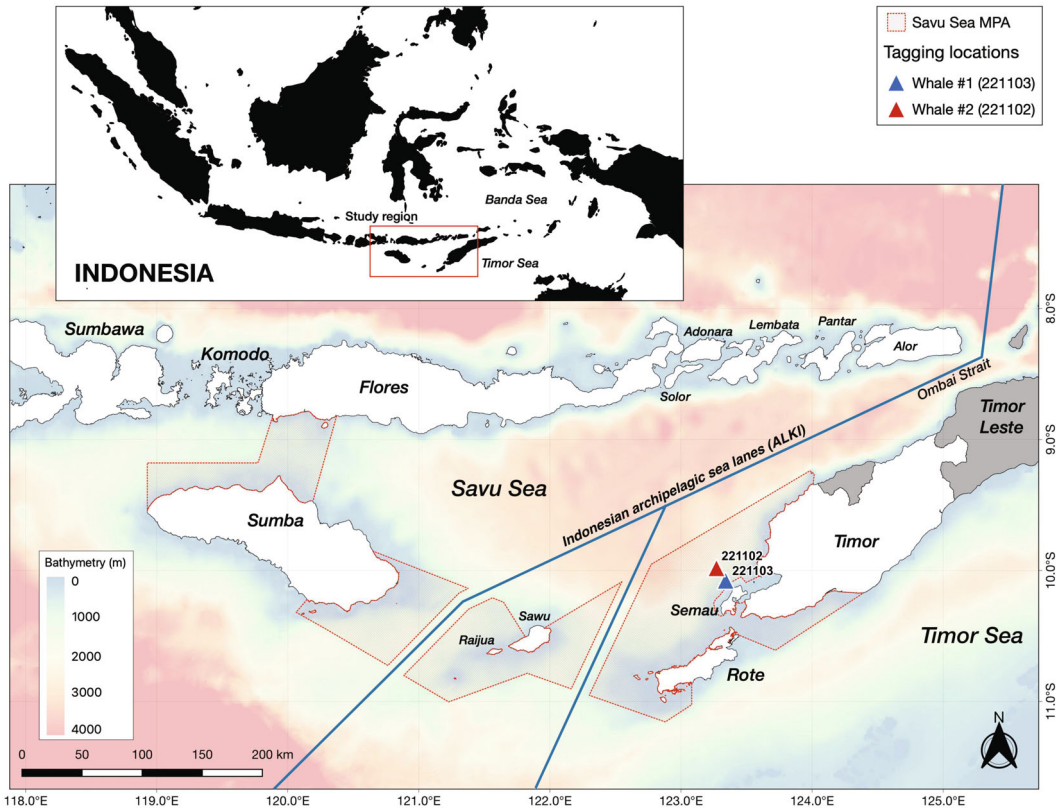 Savu Sea MPA
Tagging locations
Whale #1 (221103)
Whale #2 (221102)
Banda Sea
Study region
Timor Sea
INDONESIA
8.0°S
Sumbawa
Komodo
Flores
Adonara
Lembata
Pantar
Alor
Solor
Ombai Strait
Timor
Leste
9.0°S
Savu Sea
Indonesian archipelagic sea lanes (ALKI)
Sumba
Timor
221102
221103
10.0°S
Semau
Sawu
Raijua
Timor Sea
Rote
11.0°S
Bathymetry (m)
0
1000
2000
3000
4000
0 50 100 150 200 km
N
118.0°E 119.0°E 120.0°E 121.0°E 122.0°E 123.0°E 124.0°E 125.0°E